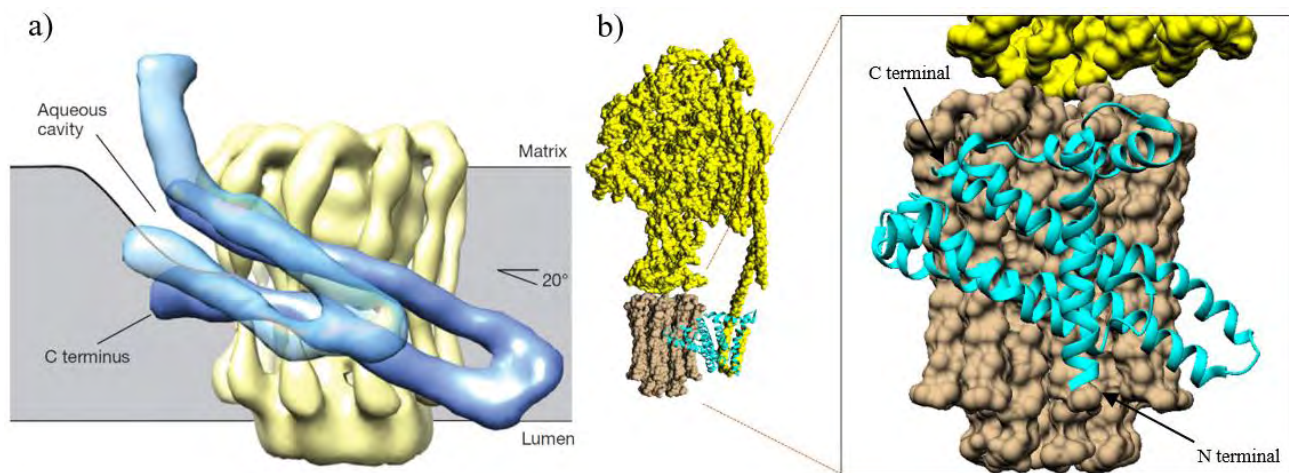 a)
Aqueous
cavity
Matrix
20°
C terminus
Lumen
b)
C terminal
N terminal